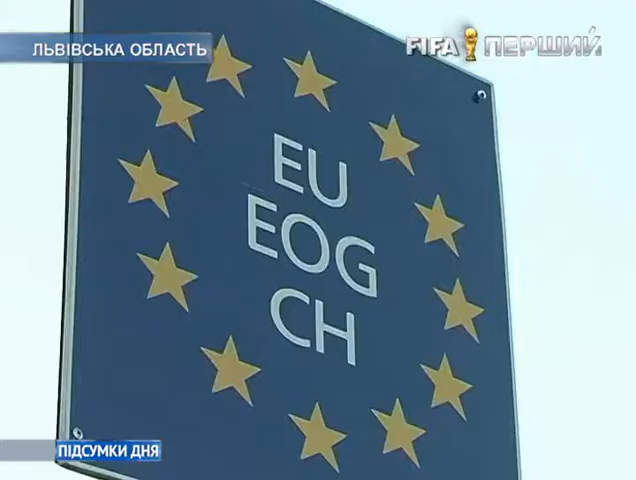 ЛЬВІВСЬКА ОБЛАСТЬ
FIFA ПЕРШИЙ
EU
EOG
CH
ПІДСУМКИ ДНЯ